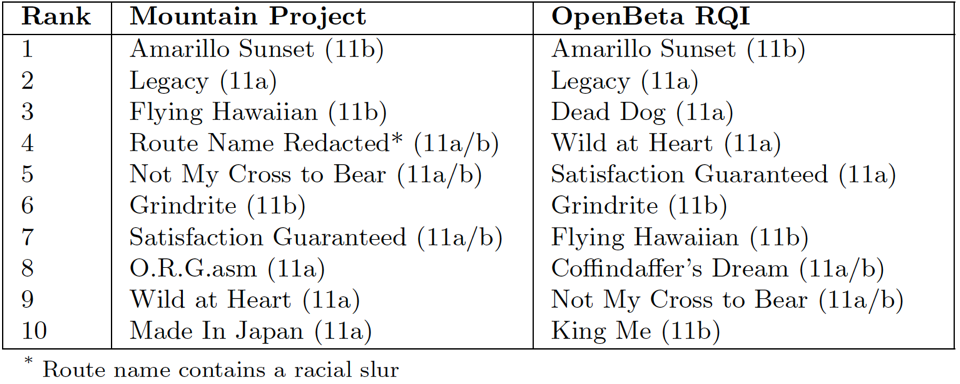 Rank Mountain Project OpenBeta RQI
1 Amarillo Sunset (11b) Amarillo Sunset (11b)
2 Legacy (11a) Legacy (11a)
3 Flying Hawaiian (11b) Dead Dog (11a)
4 Route Name Redacted* (11a/b) Wild at Heart (11a)
5 Not My Cross to Bear (11a/b) Satisfaction Guaranteed (11a)
6 Grindrite (11b) Grindrite (11b)
7 Satisfaction Guaranteed (11a/b) Flying Hawaiian (11b)
8 O.R.G.asm (11a) Coffindaffer's Dream (11a/b)
9 Wild at Heart (11a) Not My Cross to Bear (11a/b)
10 Made In Japan (11a) King Me (11b)
* Route name contains a racial slur